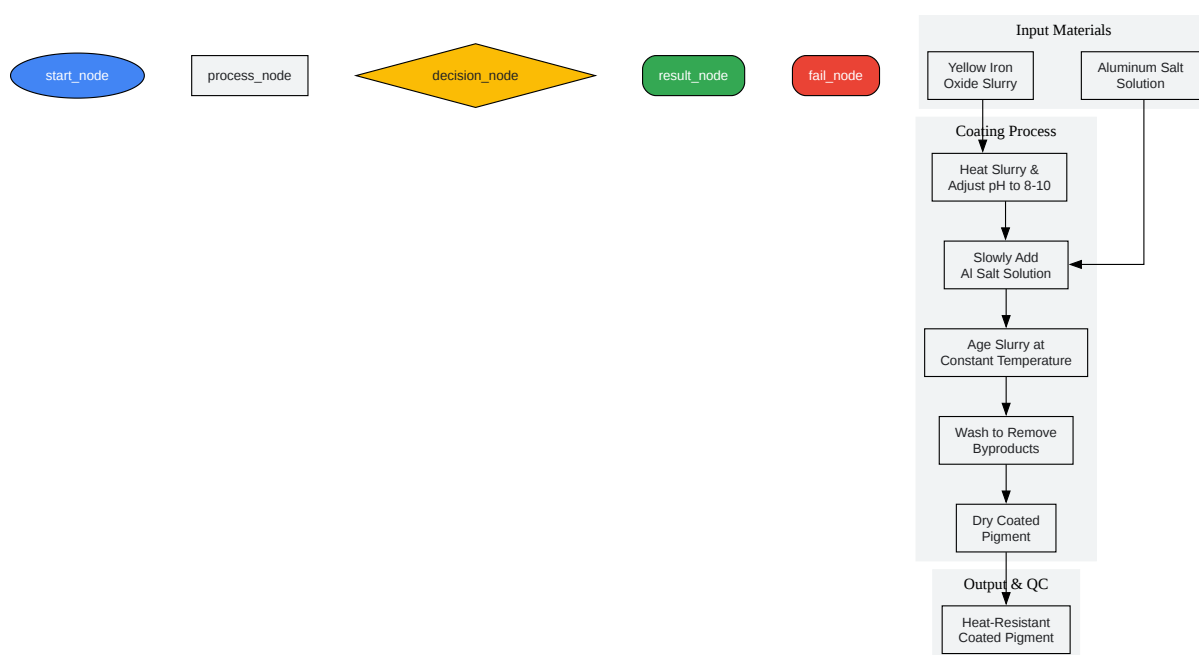 start_node
process_node
decision_node
result_node
fail_node
Input Materials
Yellow Iron
Oxide Slurry
Aluminum Salt
Solution
Coating Process
Heat Slurry &
Adjust pH to 8-10
Slowly Add
Al Salt Solution
Age Slurry at
Constant Temperature
Wash to Remove
Byproducts
Dry Coated
Pigment
Output & QC
Heat-Resistant
Coated Pigment